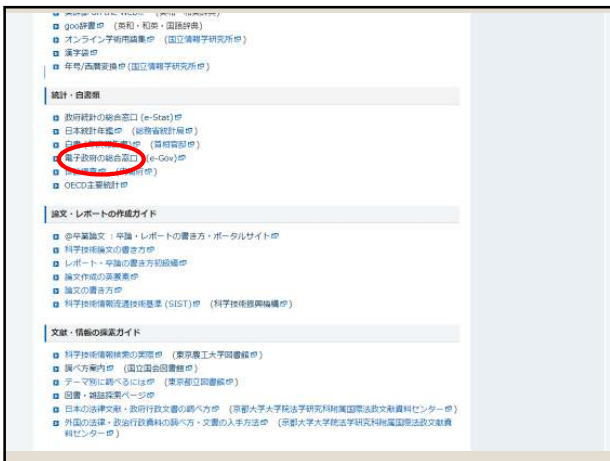 goo辞書 (英和・和英・国語辞典)
オンライン学術用語集 (国立情報学研究所)
漢字袋
年号/西暦変換 (国立情報学研究所)
統計・白書類
政府統計の総合窓口 (e-Stat)
日本統計年鑑 (総務省統計局)
白書 (首相官邸)
電子政府の総合窓口 (e-Gov)
OECD主要統計
論文・レポートの作成ガイド
@卒業論文 : 卒論・レポートの書き方・ポータルサイト
科学技術論文の書き方
レポート・卒論の書き方初級編
論文作成の英要素
論文の書き方
科学技術情報流通技術基準 (SIST) (科学技術振興機構)
文献・情報の探索ガイド
科学技術情報検索の実際 (東京農工大学図書館)
調べ方案内 (国立国会図書館)
テーマ別に調べるには (東京都立図書館)
図書・雑誌探索ページ
日本の法律文献・政府行政文書の調べ方 (京都大学大学院法学研究科附属国際法政文献資料センター)
外国の法律・政治行政資料の調べ方・文書の入手方法 (京都大学大学院法学研究科附属国際法政文献資
料センター)